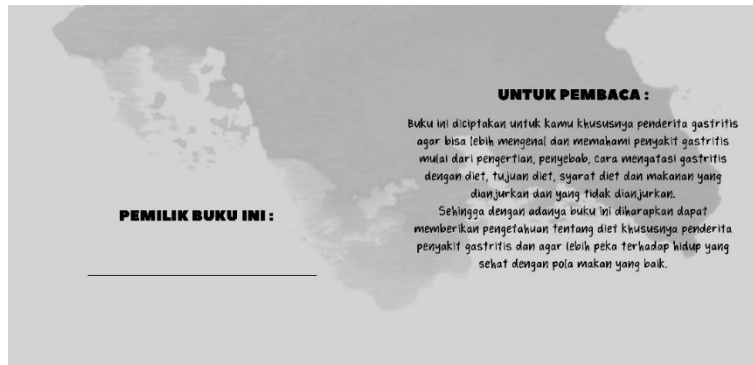 PEMILIK BUKU INI :
UNTUK PEMBACA :
Buku ini diciptakan untuk kamu khususnya penderita gastritis
agar bisa lebih mengenal dan memahami penyakit gastritis
mulai dari pengertian, penyebab, cara mengatasi gastritis
dengan diet, tujuan diet, syarat diet dan makanan yang
dianjurkan dan yang tidak dianjurkan.
Sehingga dengan adanya buku ini diharapkan dapat
memberikan pengetahuan tentang diet khususnya penderita
penyakit gastritis dan agar lebih peka terhadap hidup yang
sehat dengan pola makan yang baik.